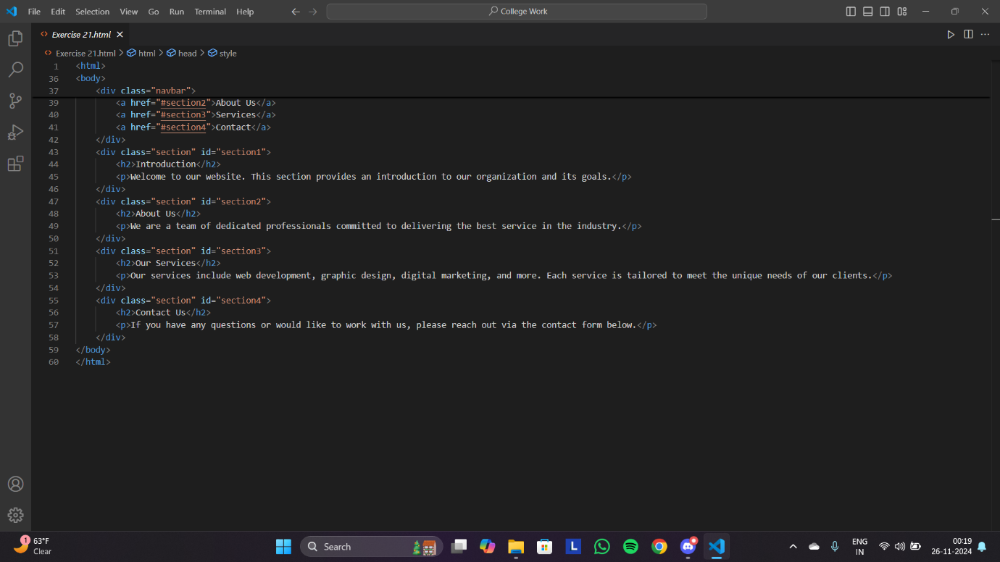 File Edit Selection View Go Run Terminal Help College Work
Exercise 21.html
Exercise 21.html > html > head > style
1 <html>
36 <body>
37 <div class="navbar">
39 <a href="#section2">About Us</a>
40 <a href="#section3">Services</a>
41 <a href="#section4">Contact</a>
42 </div>
43 <div class="section" id="section1">
44 <h2>Introduction</h2>
45 <p>Welcome to our website. This section provides an introduction to our organization and its goals.</p>
46 </div>
47 <div class="section" id="section2">
48 <h2>About Us</h2>
49 <p>We are a team of dedicated professionals committed to delivering the best service in the industry.</p>
50 </div>
51 <div class="section" id="section3">
52 <h2>Our Services</h2>
53 <p>Our services include web development, graphic design, digital marketing, and more. Each service is tailored to meet the unique needs of our clients.</p>
54 </div>
55 <div class="section" id="section4">
56 <h2>Contact Us</h2>
57 <p>If you have any questions or would like to work with us, please reach out via the contact form below.</p>
58 </div>
59 </body>
60 </html>
1 63°F
Clear
Search
L
ENG
IN
00:19
26-11-2024